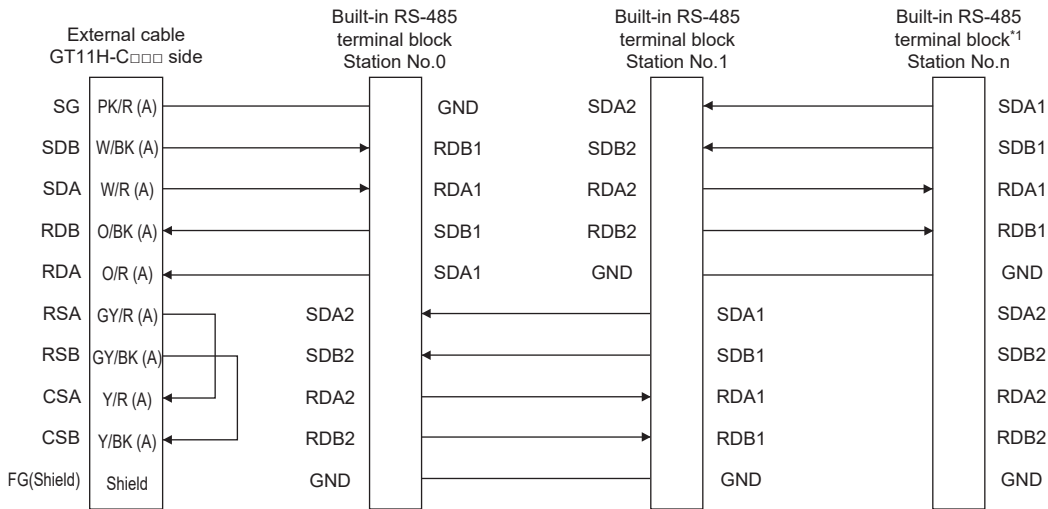 External cable
GT11H-C□□□ side
Built-in RS-485
terminal block
Station No.0
Built-in RS-485
terminal block
Station No.1
Built-in RS-485
terminal block*1
Station No.n
SG PK/R (A) GND SDA2 SDA1
SDB W/BK (A) RDB1 SDB2 SDB1
SDA W/R (A) RDA1 RDA2 RDA1
RDB O/BK (A) SDB1 RDB2 RDB1
RDA O/R (A) SDA1 GND GND
RSA GY/R (A) SDA2 SDA1 SDA2
RSB GY/BK (A) SDB2 SDB1 SDB2
CSA Y/R (A) RDA2 RDA1 RDA2
CSB Y/BK (A) RDB2 RDB1 RDB2
FG(Shield) Shield GND GND GND